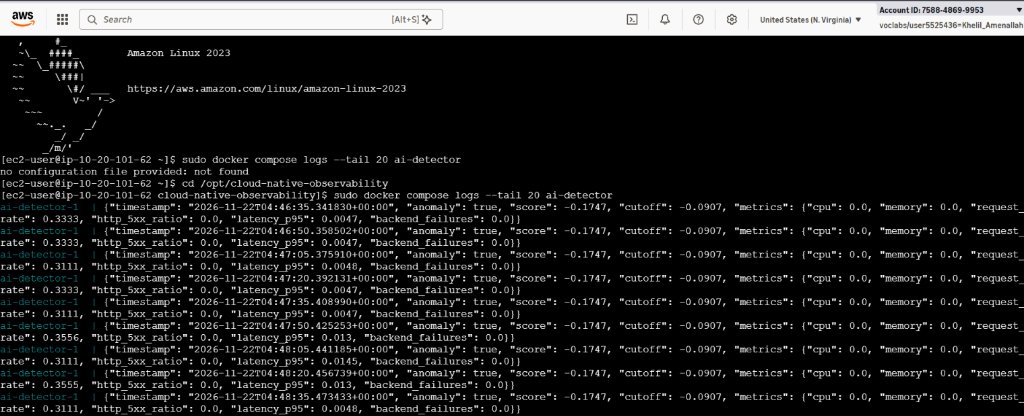 aws
Search
[Alt+S]
United States (N. Virginia)
Account ID: 7588-4869-9953
voclabs/user5525436=Khelil_Amenallah
,     #_
~\_  ####_        Amazon Linux 2023
~~  \_#####\
~~     \###|
~~       \#/ ___   https://aws.amazon.com/linux/amazon-linux-2023
~~       V~' '->
~~~         /
~~._.   _/
_/ _/
_/m/'
[ec2-user@ip-10-20-101-62 ~]$ sudo docker compose logs --tail 20 ai-detector
no configuration file provided: not found
[ec2-user@ip-10-20-101-62 ~]$ cd /opt/cloud-native-observability
[ec2-user@ip-10-20-101-62 cloud-native-observability]$ sudo docker compose logs --tail 20 ai-detector
ai-detector-1  | {"timestamp": "2026-11-22T04:46:35.341830+00:00", "anomaly": true, "score": -0.1747, "cutoff": -0.0907, "metrics": {"cpu": 0.0, "memory": 0.0, "request_
rate": 0.3333, "http_5xx_ratio": 0.0, "latency_p95": 0.0047, "backend_failures": 0.0}}
ai-detector-1  | {"timestamp": "2026-11-22T04:46:50.358502+00:00", "anomaly": true, "score": -0.1747, "cutoff": -0.0907, "metrics": {"cpu": 0.0, "memory": 0.0, "request_
rate": 0.3333, "http_5xx_ratio": 0.0, "latency_p95": 0.0047, "backend_failures": 0.0}}
ai-detector-1  | {"timestamp": "2026-11-22T04:47:05.375910+00:00", "anomaly": true, "score": -0.1747, "cutoff": -0.0907, "metrics": {"cpu": 0.0, "memory": 0.0, "request_
rate": 0.3111, "http_5xx_ratio": 0.0, "latency_p95": 0.0048, "backend_failures": 0.0}}
ai-detector-1  | {"timestamp": "2026-11-22T04:47:20.392131+00:00", "anomaly": true, "score": -0.1747, "cutoff": -0.0907, "metrics": {"cpu": 0.0, "memory": 0.0, "request_
rate": 0.3333, "http_5xx_ratio": 0.0, "latency_p95": 0.0047, "backend_failures": 0.0}}
ai-detector-1  | {"timestamp": "2026-11-22T04:47:35.408990+00:00", "anomaly": true, "score": -0.1747, "cutoff": -0.0907, "metrics": {"cpu": 0.0, "memory": 0.0, "request_
rate": 0.3111, "http_5xx_ratio": 0.0, "latency_p95": 0.0047, "backend_failures": 0.0}}
ai-detector-1  | {"timestamp": "2026-11-22T04:47:50.425253+00:00", "anomaly": true, "score": -0.1747, "cutoff": -0.0907, "metrics": {"cpu": 0.0, "memory": 0.0, "request_
rate": 0.3556, "http_5xx_ratio": 0.0, "latency_p95": 0.013, "backend_failures": 0.0}}
ai-detector-1  | {"timestamp": "2026-11-22T04:48:05.441185+00:00", "anomaly": true, "score": -0.1747, "cutoff": -0.0907, "metrics": {"cpu": 0.0, "memory": 0.0, "request_
rate": 0.3111, "http_5xx_ratio": 0.0, "latency_p95": 0.0145, "backend_failures": 0.0}}
ai-detector-1  | {"timestamp": "2026-11-22T04:48:20.456739+00:00", "anomaly": true, "score": -0.1747, "cutoff": -0.0907, "metrics": {"cpu": 0.0, "memory": 0.0, "request_
rate": 0.3555, "http_5xx_ratio": 0.0, "latency_p95": 0.013, "backend_failures": 0.0}}
ai-detector-1  | {"timestamp": "2026-11-22T04:48:35.473433+00:00", "anomaly": true, "score": -0.1747, "cutoff": -0.0907, "metrics": {"cpu": 0.0, "memory": 0.0, "request_
rate": 0.3111, "http_5xx_ratio": 0.0, "latency_p95": 0.0048, "backend_failures": 0.0}}